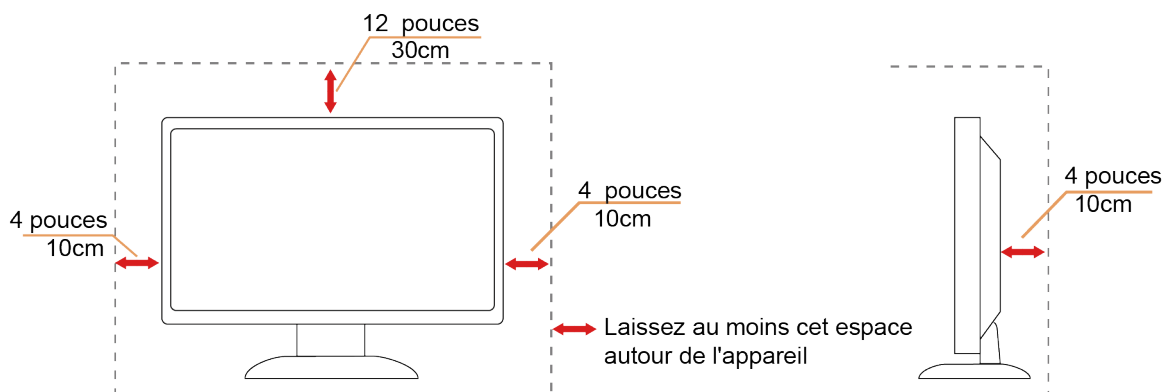 12 pouces
30cm
4 pouces
10cm
4 pouces
10cm
4 pouces
10cm
Laissez au moins cet espace
autour de l'appareil